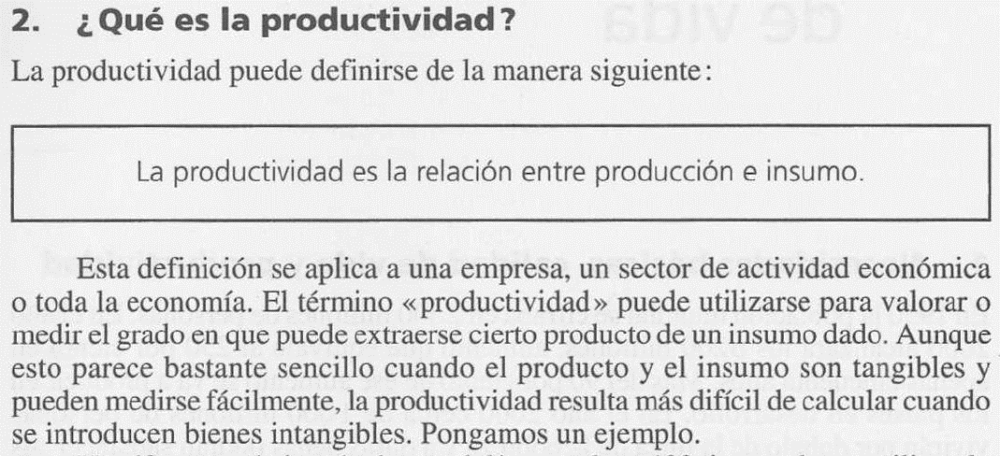 2. ¿Qué es la productividad?
La productividad puede definirse de la manera siguiente:
La productividad es la relación entre producción e insumo.
Esta definición se aplica a una empresa, un sector de actividad económica
o toda la economía. El término «productividad» puede utilizarse para valorar o
medir el grado en que puede extraerse cierto producto de un insumo dado. Aunque
esto parece bastante sencillo cuando el producto y el insumo son tangibles y
pueden medirse fácilmente, la productividad resulta más difícil de calcular cuando
se introducen bienes intangibles. Pongamos un ejemplo.